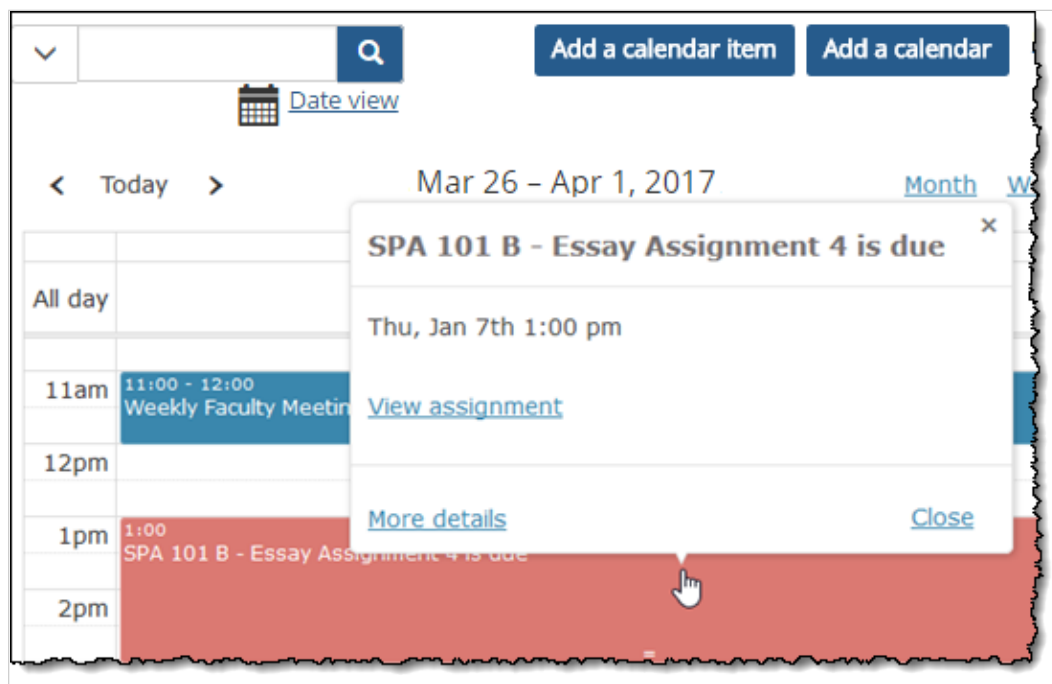 Add a calendar item Add a calendar
Date view
Today Mar 26 – Apr 1, 2017 Month
SPA 101 B - Essay Assignment 4 is due ×
All day
Thu, Jan 7th 1:00 pm
11am 11:00 - 12:00
Weekly Faculty Meetin
View assignment
12pm
More details Close
1pm 1:00
SPA 101 B - Essay Assignment 4 is due
2pm